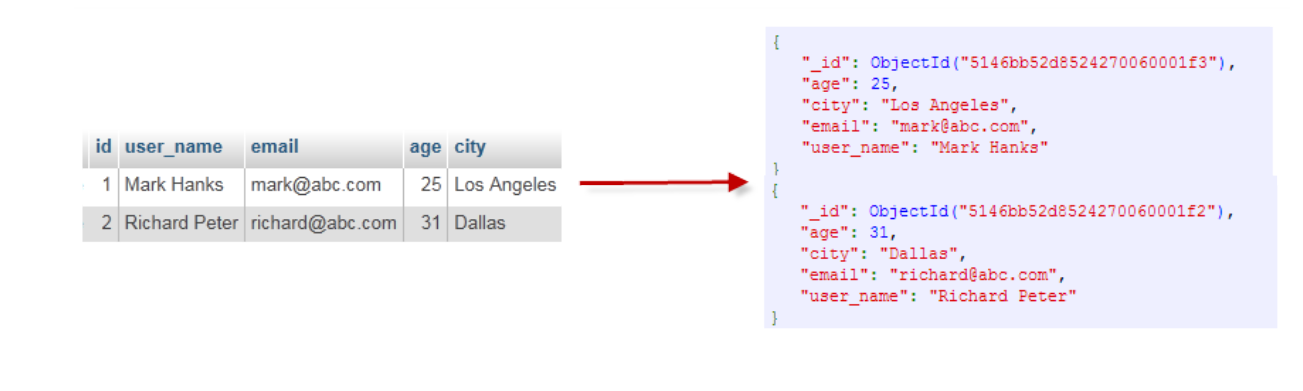 id user_name email age city
1 Mark Hanks mark@abc.com 25 Los Angeles
2 Richard Peter richard@abc.com 31 Dallas
{
"_id": ObjectId("5146bb52d8524270060001f3"),
"age": 25,
"city": "Los Angeles",
"email": "mark@abc.com",
"user_name": "Mark Hanks"
}
{
"_id": ObjectId("5146bb52d8524270060001f2"),
"age": 31,
"city": "Dallas",
"email": "richard@abc.com",
"user_name": "Richard Peter"
}